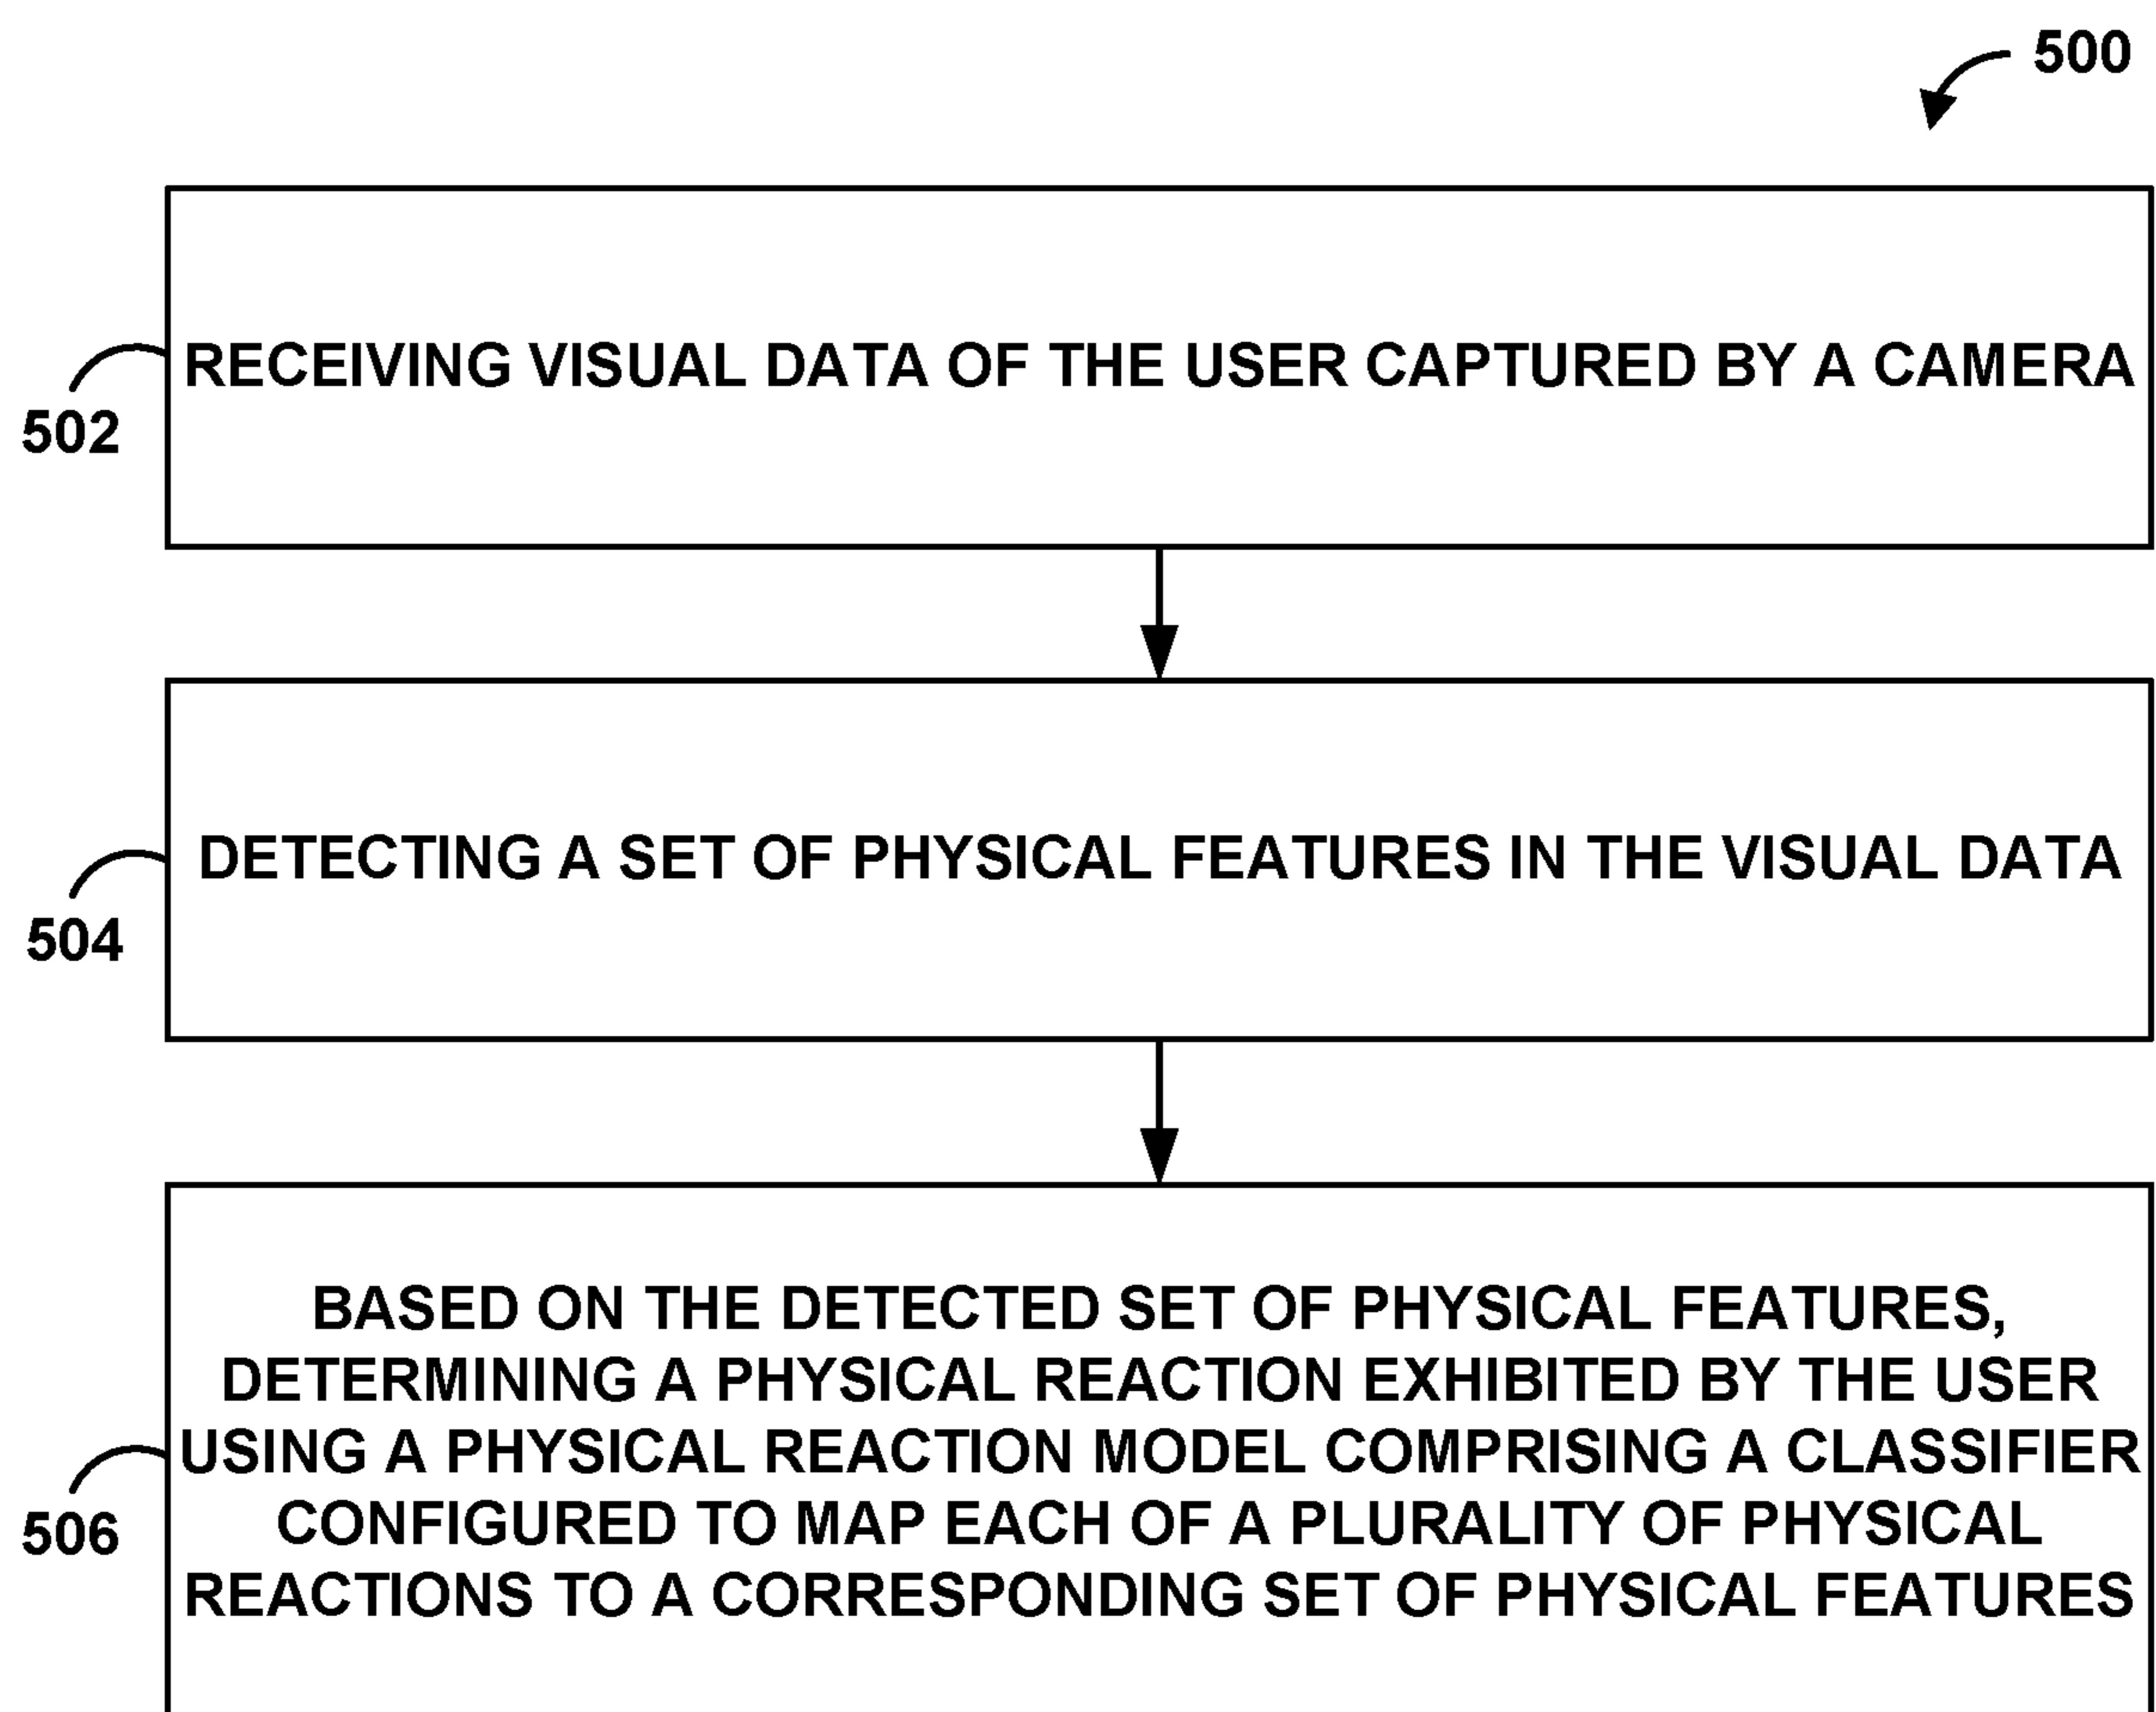 500
RECEIVING VISUAL DATA OF THE USER CAPTURED BY A CAMERA
502
DETECTING A SET OF PHYSICAL FEATURES IN THE VISUAL DATA
504
BASED ON THE DETECTED SET OF PHYSICAL FEATURES,
DETERMINING A PHYSICAL REACTION EXHIBITED BY THE USER
USING A PHYSICAL REACTION MODEL COMPRISING A CLASSIFIER
CONFIGURED TO MAP EACH OF A PLURALITY OF PHYSICAL
REACTIONS TO A CORRESPONDING SET OF PHYSICAL FEATURES
506